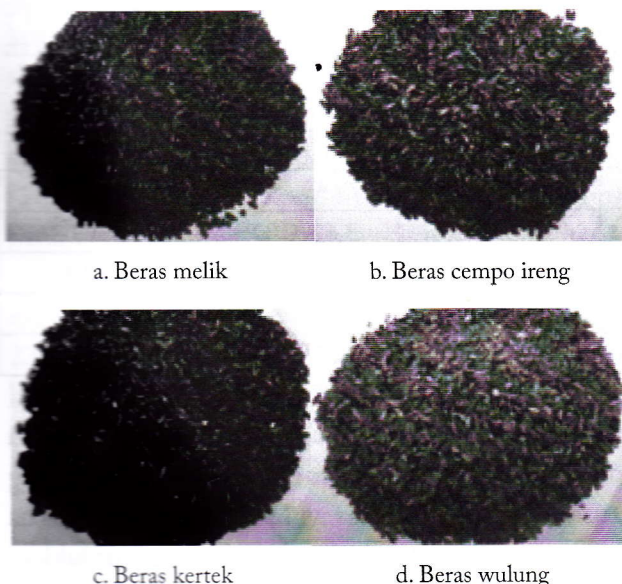 a. Beras melik
b. Beras cempo ireng
c. Beras kertek
d. Beras wulung